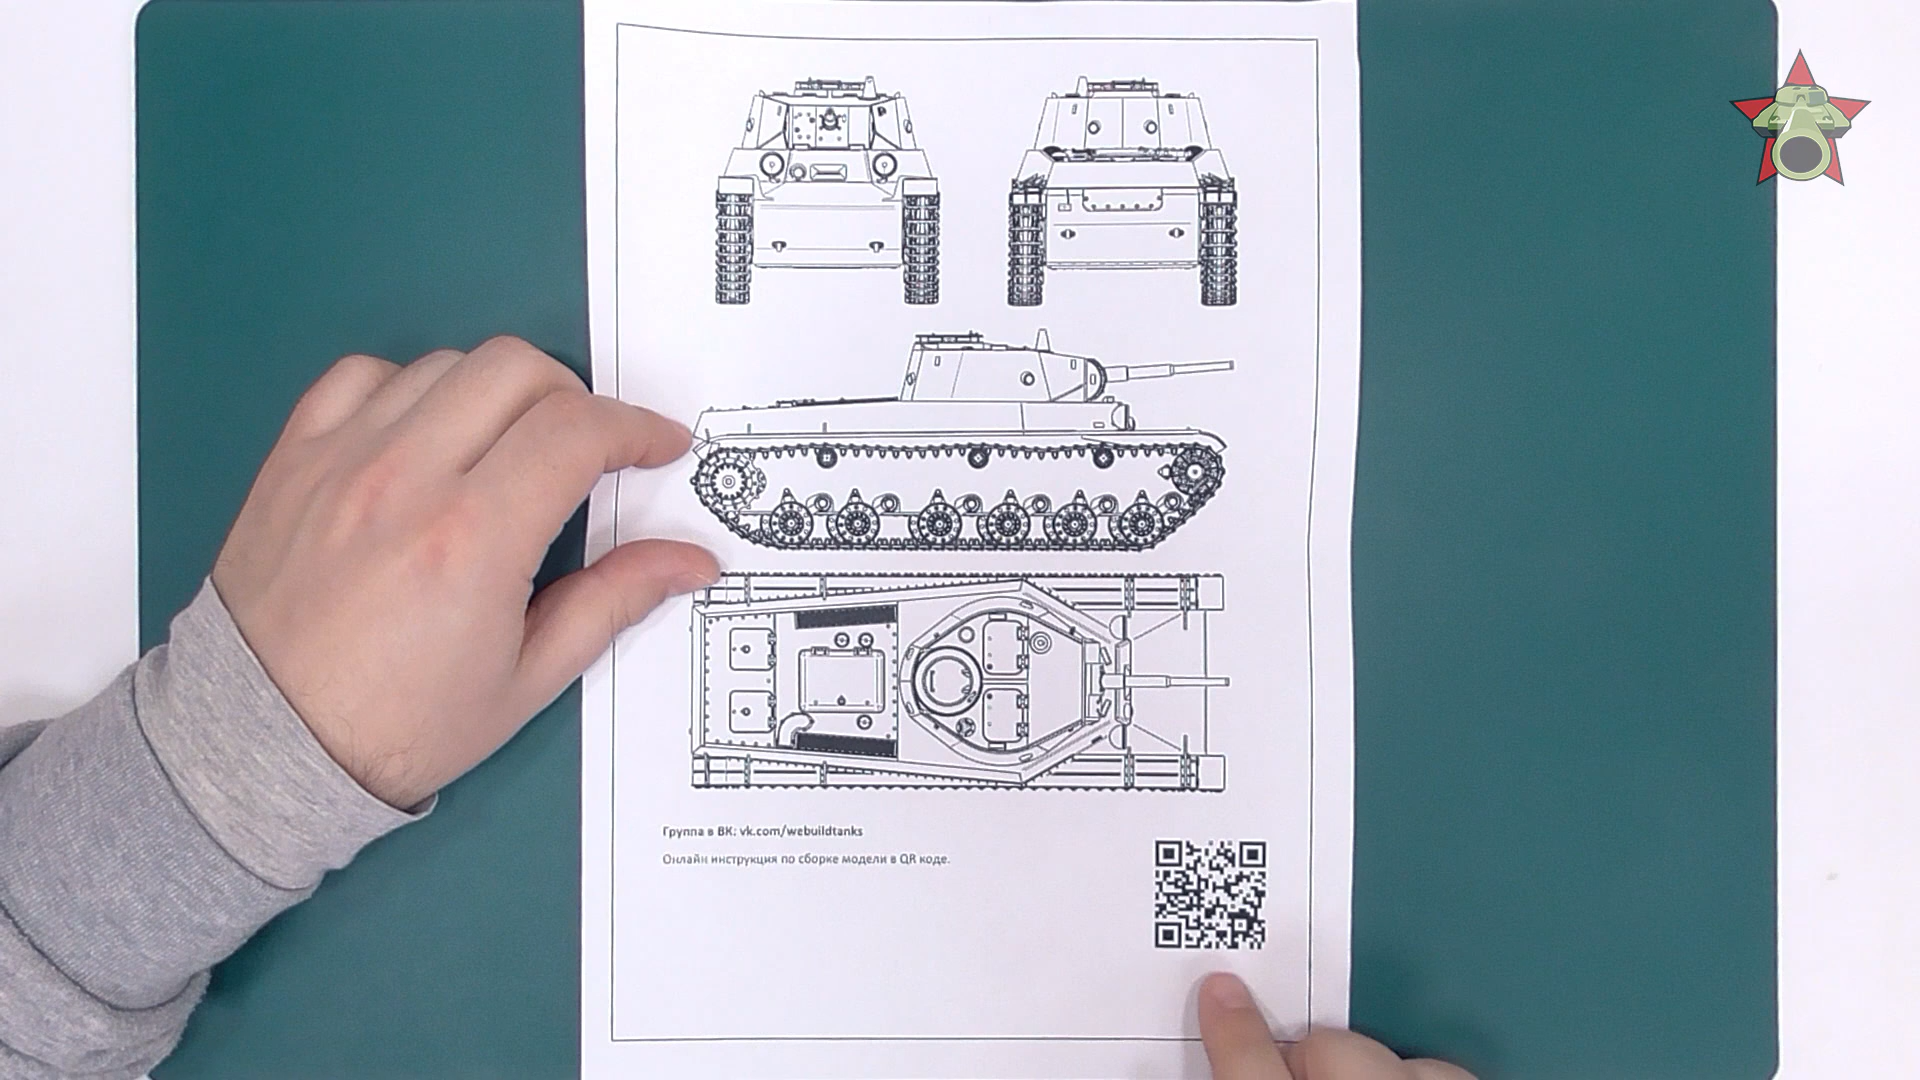 Группа в ВК: vk.com/webuildtanks
Онлайн инструкция по сборке модели в QR коде.